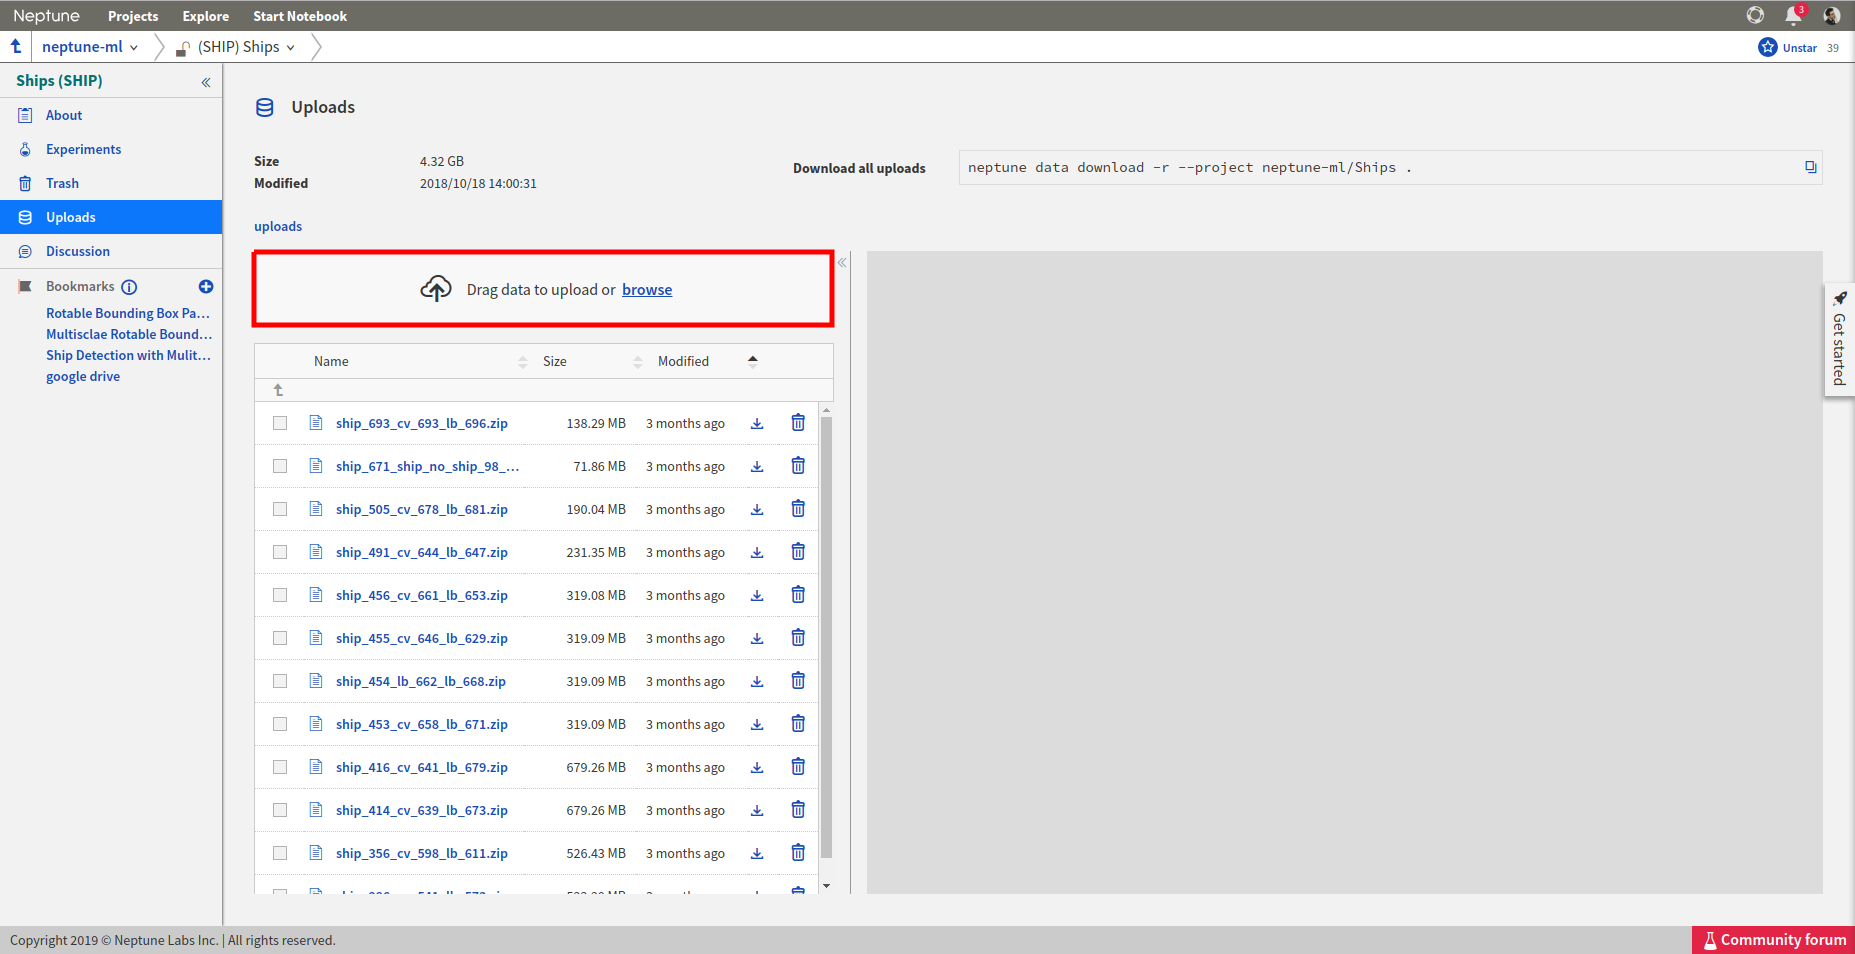 Neptune Projects Explore Start Notebook 3
neptune-ml (SHIP) Ships Unstar 39
Ships (SHIP)
About
Experiments
Trash
Uploads
Discussion
Bookmarks
Rotable Bounding Box Pa...
Multisclae Rotable Bound...
Ship Detection with Mulit...
google drive
Uploads
Size 4.32 GB
Modified 2018/10/18 14:00:31
Download all uploads neptune data download -r --project neptune-ml/Ships .
uploads
Drag data to upload or browse
Name Size Modified
ship_693_cv_693_lb_696.zip 138.29 MB 3 months ago
ship_671_ship_no_ship_98_... 71.86 MB 3 months ago
ship_505_cv_678_lb_681.zip 190.04 MB 3 months ago
ship_491_cv_644_lb_647.zip 231.35 MB 3 months ago
ship_456_cv_661_lb_653.zip 319.08 MB 3 months ago
ship_455_cv_646_lb_629.zip 319.09 MB 3 months ago
ship_454_lb_662_lb_668.zip 319.09 MB 3 months ago
ship_453_cv_658_lb_671.zip 319.09 MB 3 months ago
ship_416_cv_641_lb_679.zip 679.26 MB 3 months ago
ship_414_cv_639_lb_673.zip 679.26 MB 3 months ago
ship_356_cv_598_lb_611.zip 526.43 MB 3 months ago
Get started
Copyright 2019 © Neptune Labs Inc. | All rights reserved.
Community forum